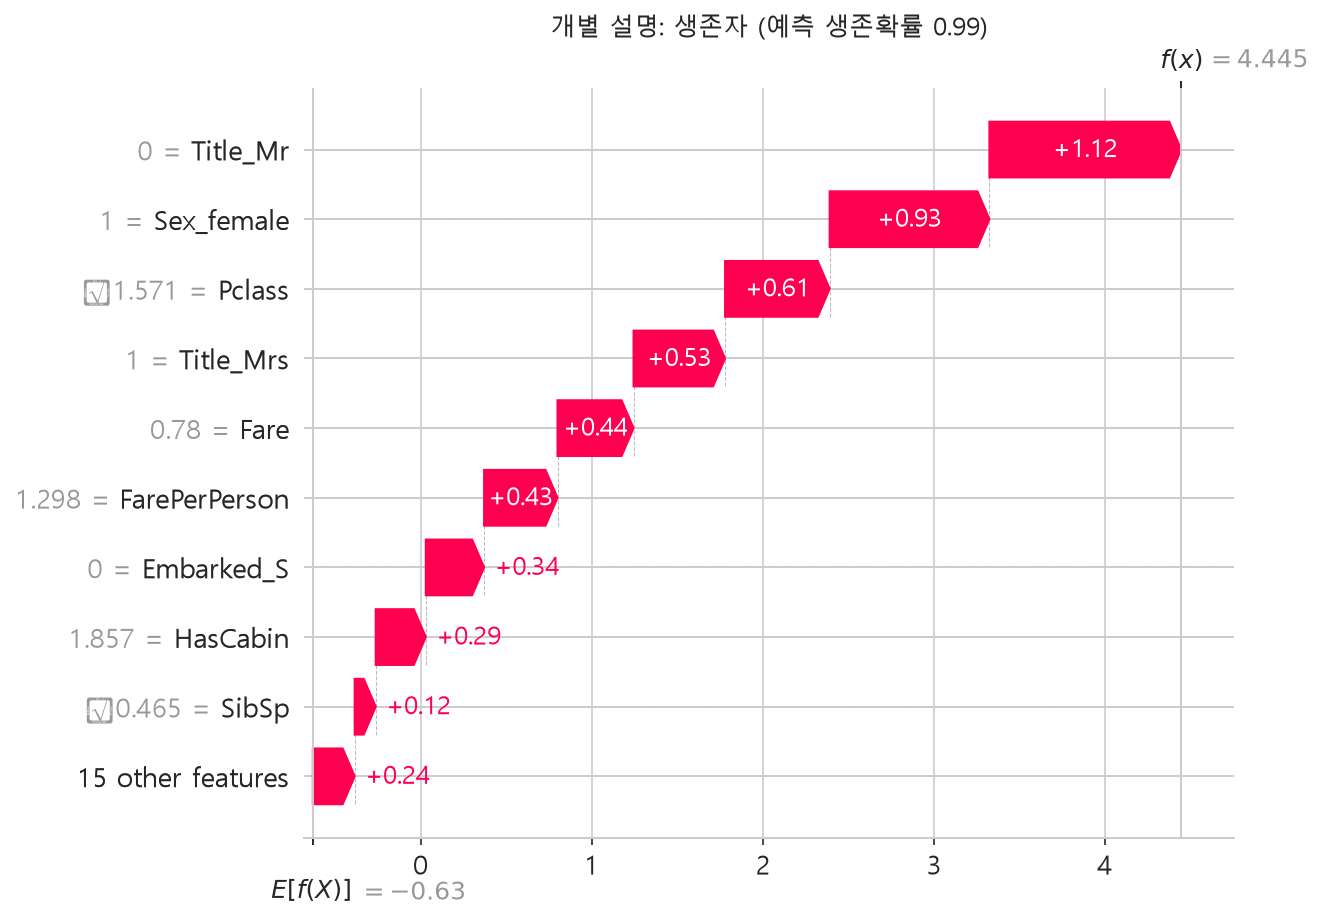 개별 설명: 생존자 (예측 생존확률 0.99)
f(x) = 4.445
0 = Title_Mr
+1.12
1 = Sex_female
+0.93
√1.571 = Pclass
+0.61
1 = Title_Mrs
+0.53
0.78 = Fare
+0.44
1.298 = FarePerPerson
+0.43
0 = Embarked_S
+0.34
1.857 = HasCabin
+0.29
√0.465 = SibSp
+0.12
15 other features
+0.24
0 1 2 3 4
E[f(X)] = −0.63